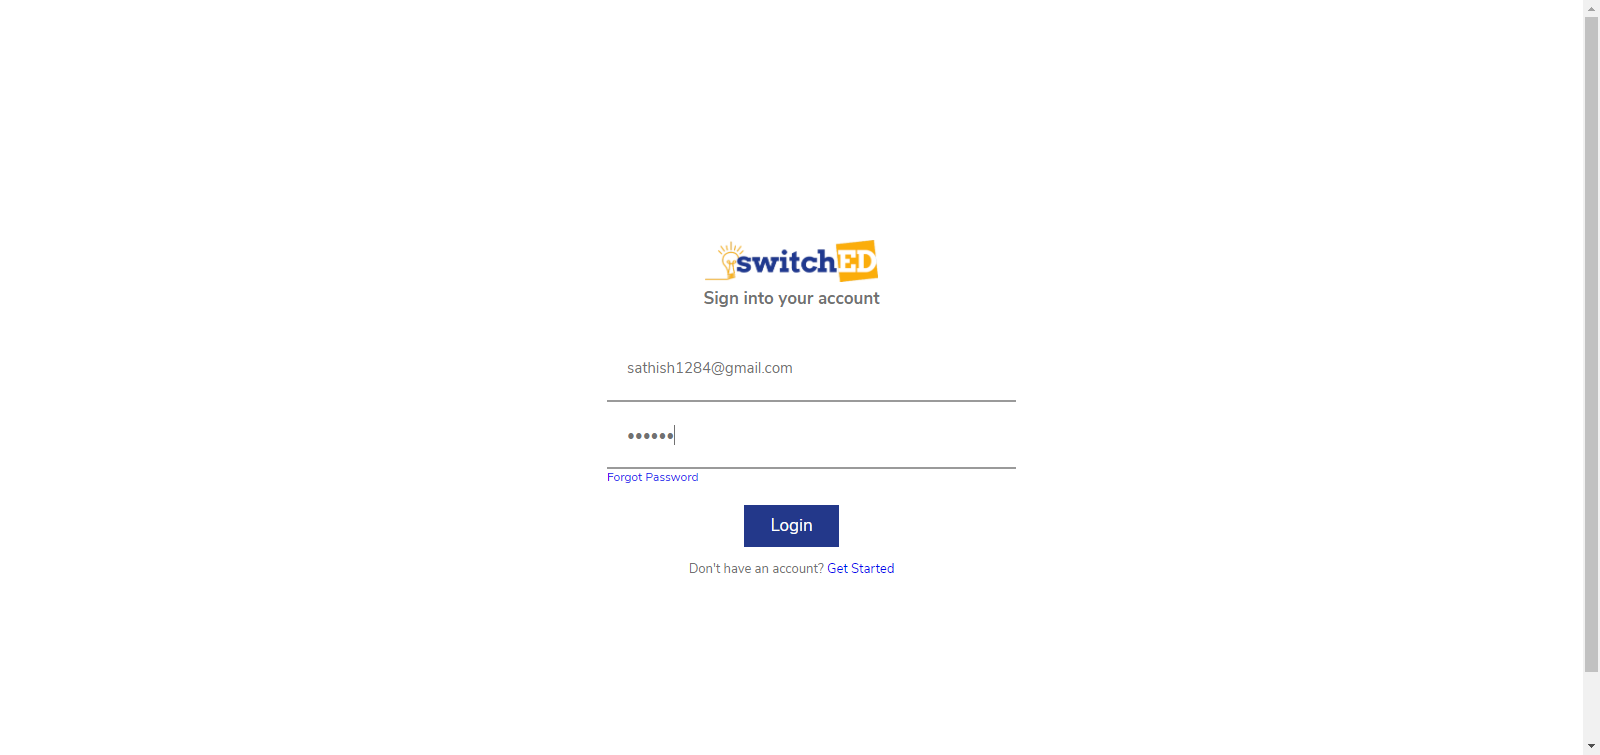 switchED
Sign into your account
sathish1284@gmail.com
••••••
Forgot Password
Login
Don't have an account? Get Started